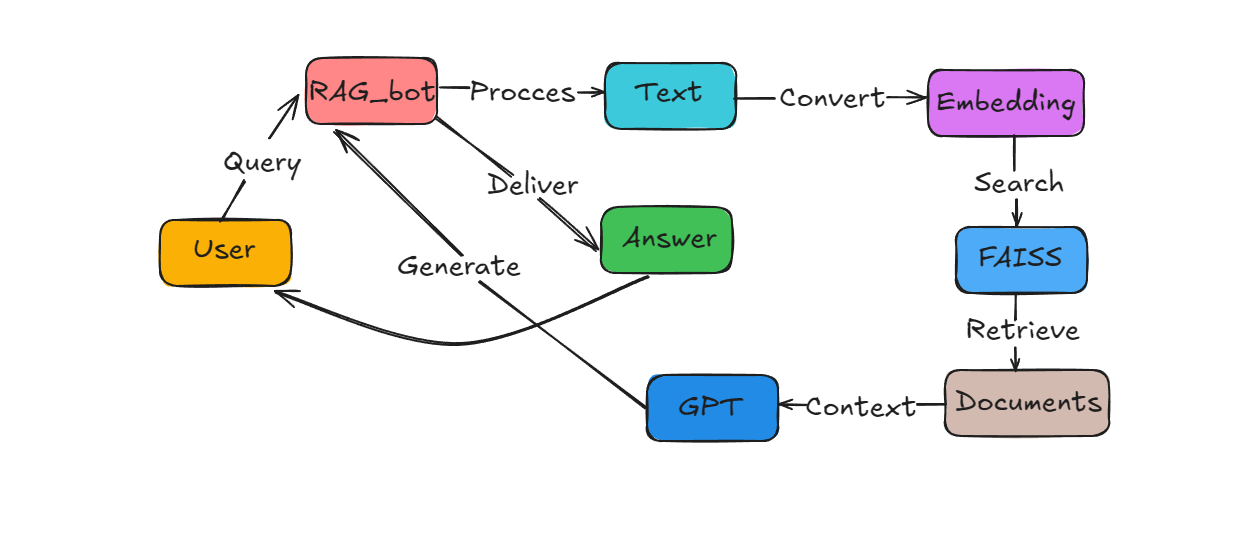 RAG_bot
Procces
Text
Convert
Embedding
Query
Deliver
Search
User
Answer
FAISS
Generate
Retrieve
GPT
Context
Documents